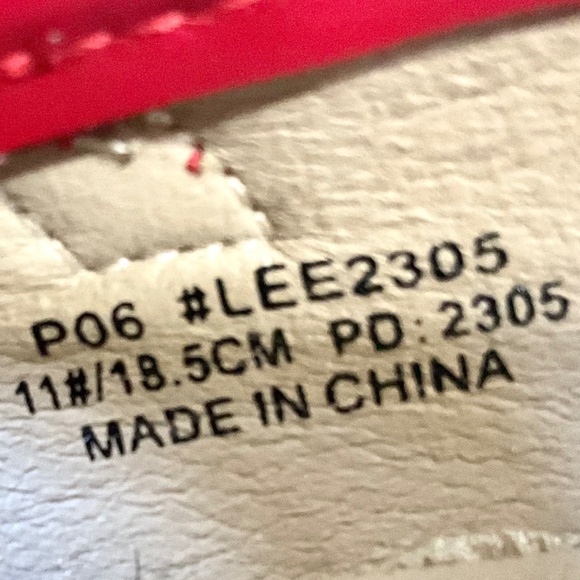 P06 #LEE2305
11#/18.5CM PD:2305
MADE IN CHINA